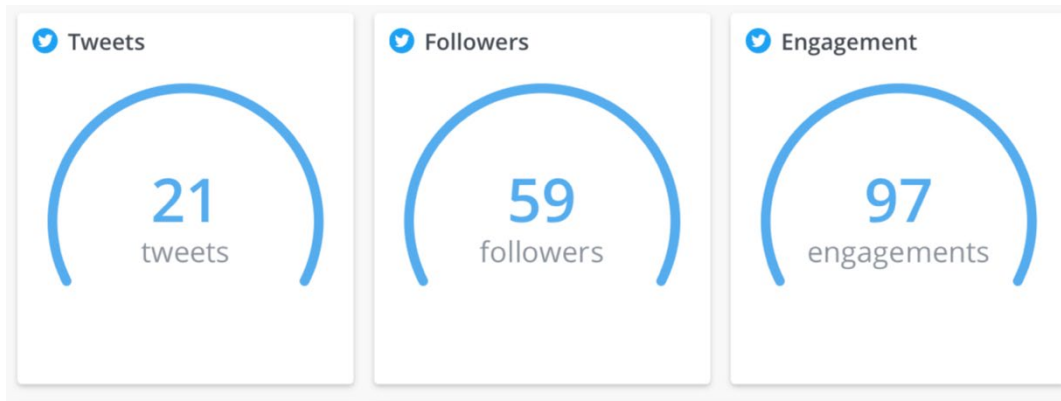 Tweets
21
tweets
Followers
59
followers
Engagement
97
engagements